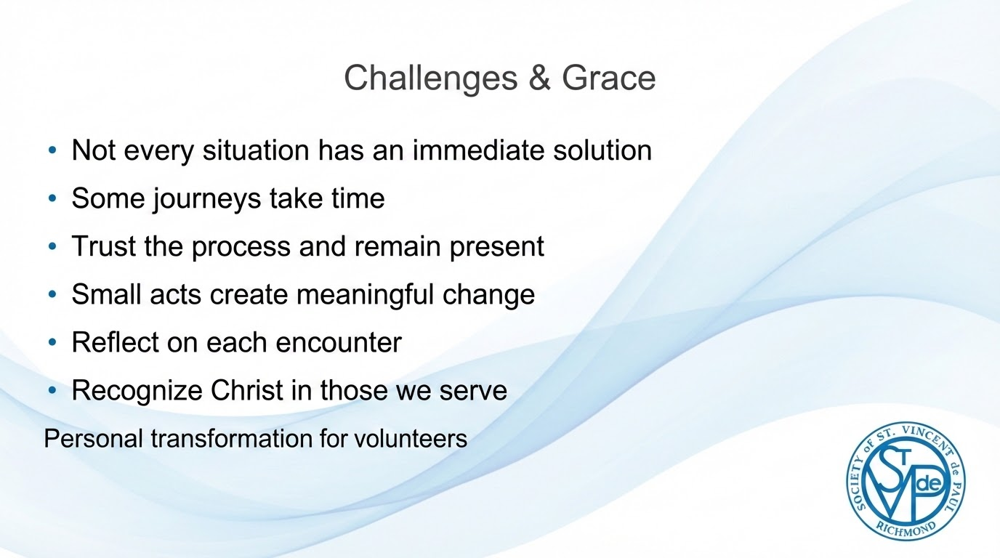 Challenges & Grace
• Not every situation has an immediate solution
• Some journeys take time
• Trust the process and remain present
• Small acts create meaningful change
• Reflect on each encounter
• Recognize Christ in those we serve
Personal transformation for volunteers
SOCIETY of ST. VINCENT de PAUL
ST
V
P
de
RICHMOND